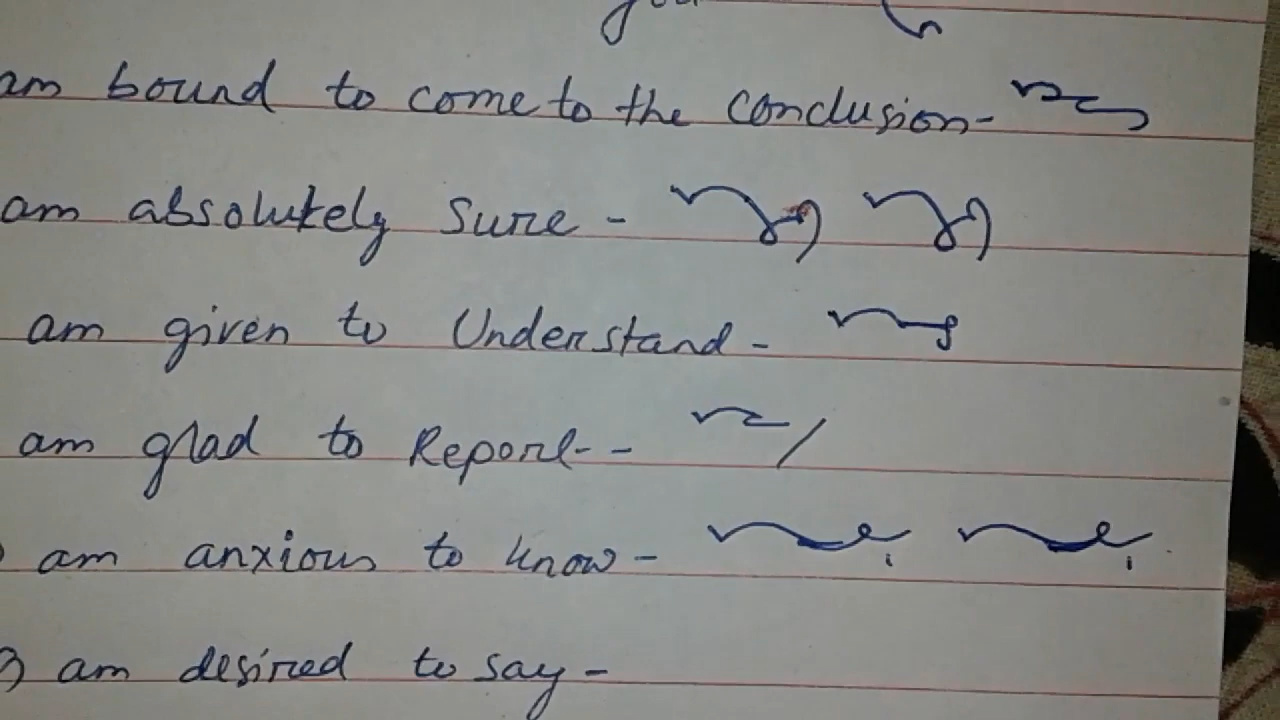 am bound to come to the conclusion-
am absolutely sure -
am given to Understand -
am glad to Report--
am anxious to know-
am desired to say-